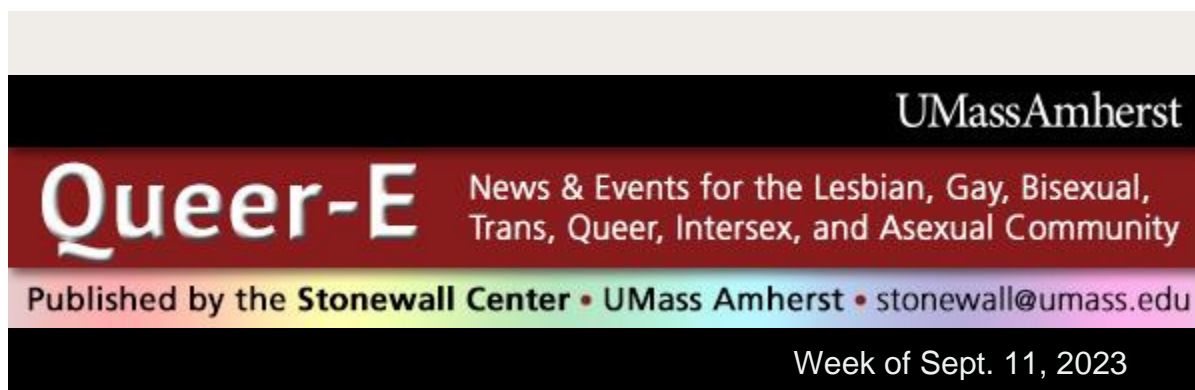 UMassAmherst
Queer-E
News & Events for the Lesbian, Gay, Bisexual,
Trans, Queer, Intersex, and Asexual Community
Published by the Stonewall Center • UMass Amherst • stonewall@umass.edu
Week of Sept. 11, 2023